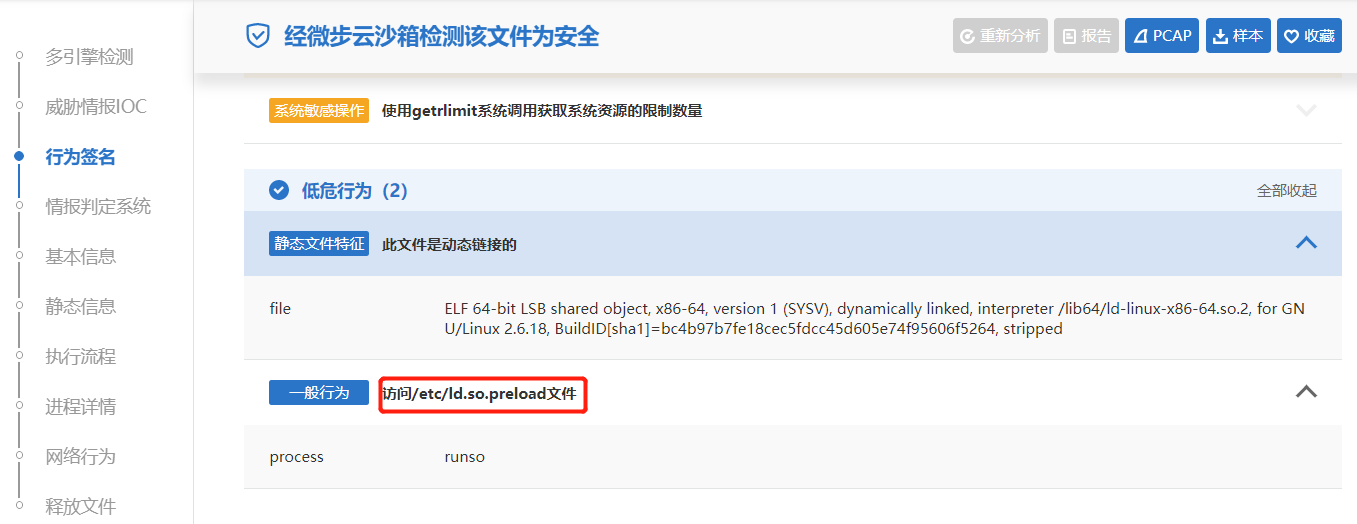 经微步云沙箱检测该文件为安全
重新分析
报告
PCAP
样本
收藏
多引擎检测
威胁情报IOC
行为签名
情报判定系统
基本信息
静态信息
执行流程
进程详情
网络行为
释放文件
系统敏感操作 使用getrlimit系统调用获取系统资源的限制数量
低危行为（2） 全部收起
静态文件特征 此文件是动态链接的
file ELF 64-bit LSB shared object, x86-64, version 1 (SYSV), dynamically linked, interpreter /lib64/ld-linux-x86-64.so.2, for GN
U/Linux 2.6.18, BuildID[sha1]=bc4b97b7fe18cec5fdcc45d605e74f95606f5264, stripped
一般行为 访问/etc/ld.so.preload文件
process runso